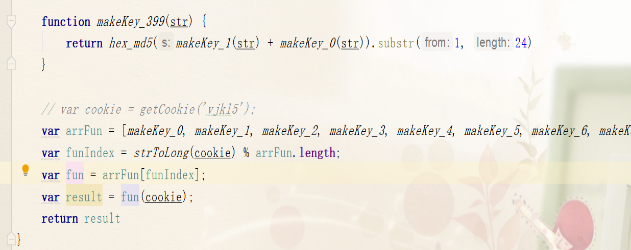 function makeKey_399(str) {
return hex_md5( s: makeKey_1(str) + makeKey_0(str)).substr( from: 1, length: 24)
}
// var cookie = getCookie('vjkl5');
var arrFun = [makeKey_0, makeKey_1, makeKey_2, makeKey_3, makeKey_4, makeKey_5, makeKey_6, makeK
var funIndex = strToLong(cookie) % arrFun.length;
var fun = arrFun[funIndex];
var result = fun(cookie);
return result
}